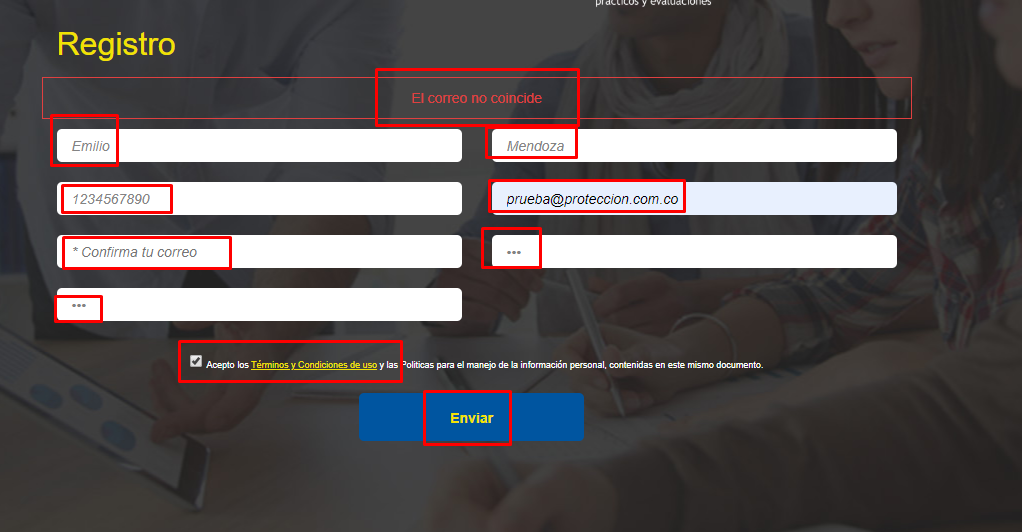 prácticos y evaluaciones
Registro
El correo no coincide
Emilio
Mendoza
1234567890
prueba@proteccion.com.co
* Confirma tu correo
•••
•••
Acepto los Términos y Condiciones de uso y las Politicas para el manejo de la información personal, contenidas en este mismo documento.
Enviar